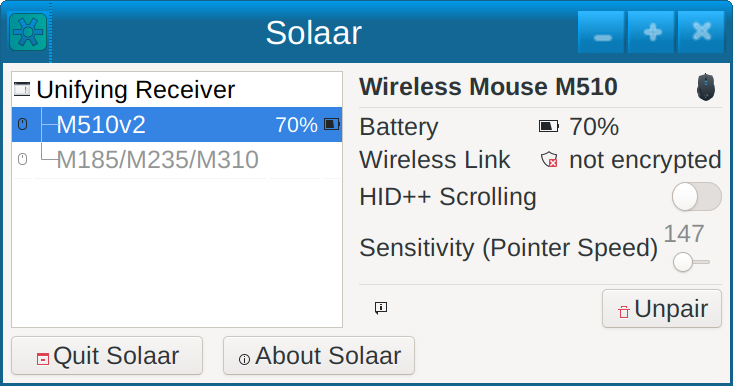 Solaar
Unifying Receiver
M510v2 70%
M185/M235/M310
Wireless Mouse M510
Battery 70%
Wireless Link not encrypted
HID++ Scrolling
Sensitivity (Pointer Speed) 147
Unpair
Quit Solaar
About Solaar